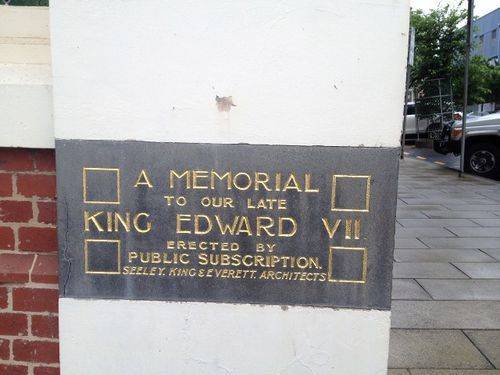 A MEMORIAL
TO OUR LATE
KING EDWARD VII
ERECTED BY
PUBLIC SUBSCRIPTION.
SEELEY, KING & EVERETT, ARCHITECTS